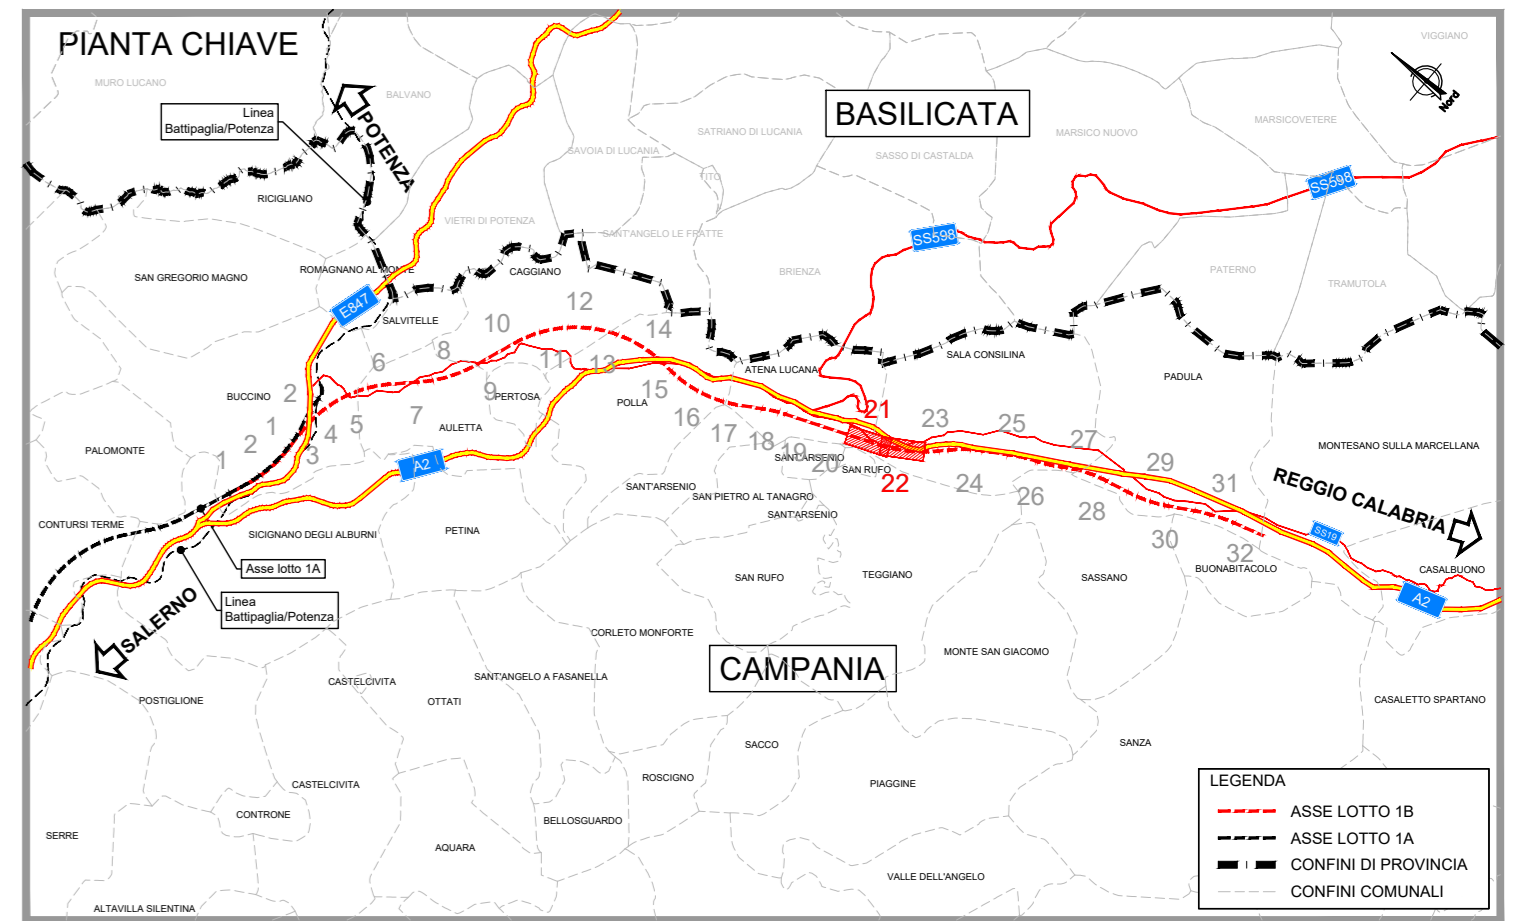 PIANTA CHIAVE
VIGGIANO
MURO LUCANO
BALVANO
Linea
Battipaglia/Potenza
POTENZA
BASILICATA
Nord
SATRIANO DI LUCANIA
MARSICO NUOVO
MARSICOVETERE
SAVOIA DI LUCANIA
SASSO DI CASTALDA
TITO
SS598
RICIGLIANO
VIETRI DI POTENZA
SANT'ANGELO LE FRATTE
SS598
SAN GREGORIO MAGNO
ROMAGNANO AL MONTE
CAGGIANO
BRIENZA
PATERNO
TRAMUTOLA
E847
SALVITELLE
12
10
14
SALA CONSILINA
6
8
11
13
ATENA LUCANA
PADULA
BUCCINO
2
9
PERTOSA
POLLA
15
21
5
7
16
23
25
1
4
AULETTA
17
18
27
PALOMONTE
2
3
19
MONTESANO SULLA MARCELLANA
1
A2
SANT'ARSENIO
20
SAN RUFO
29
22
24
31
SANT'ARSENIO
SAN PIETRO AL TANAGRO
26
REGGIO CALABRIA
SANT'ARSENIO
28
CONTURSI TERME
SICIGNANO DEGLI ALBURNI
PETINA
30
SS19
32
Asse lotto 1A
SAN RUFO
TEGGIANO
SASSANO
BUONABITACOLO
CASALBUONO
A2
Linea
Battipaglia/Potenza
SALERNO
CORLETO MONFORTE
CAMPANIA
MONTE SAN GIACOMO
POSTIGLIONE
CASTELCIVITA
SANT'ANGELO A FASANELLA
OTTATI
CASALETTO SPARTANO
SACCO
SANZA
ROSCIGNO
PIAGGINE
CASTELCIVITA
CONTRONE
BELLOSGUARDO
SERRE
AQUARA
VALLE DELL'ANGELO
ALTAVILLA SILENTINA
LEGENDA
ASSE LOTTO 1B
ASSE LOTTO 1A
CONFINI DI PROVINCIA
CONFINI COMUNALI